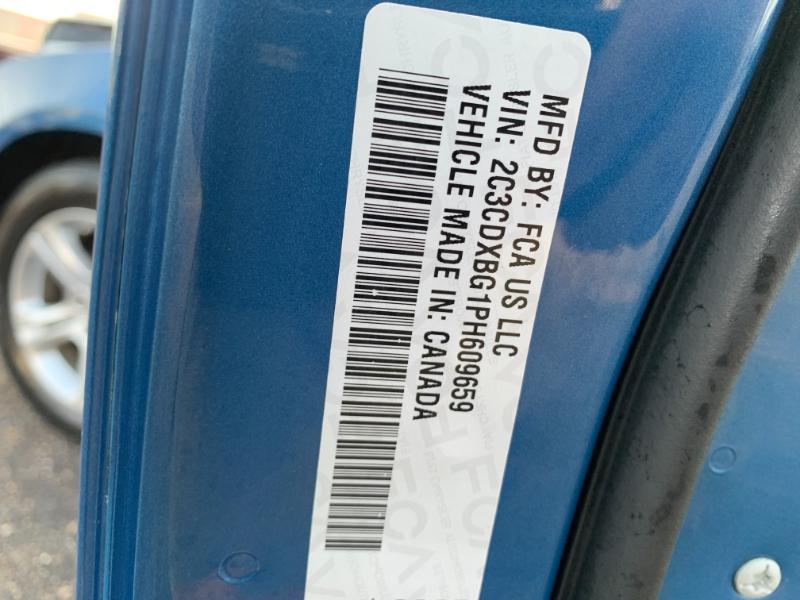 MFD BY: FCA US LLC
VIN: 2C3CDXBG1PH609659
VEHICLE MADE IN: CANADA